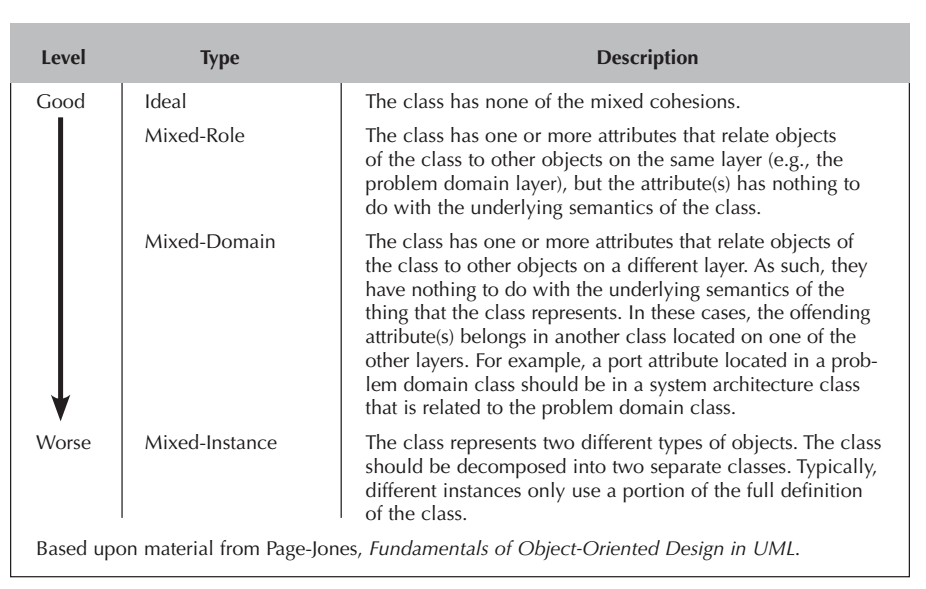 Level Type Description
Good Ideal The class has none of the mixed cohesions.
Mixed-Role The class has one or more attributes that relate objects
of the class to other objects on the same layer (e.g., the
problem domain layer), but the attribute(s) has nothing to
do with the underlying semantics of the class.
Mixed-Domain The class has one or more attributes that relate objects of
the class to other objects on a different layer. As such, they
have nothing to do with the underlying semantics of the
thing that the class represents. In these cases, the offending
attribute(s) belongs in another class located on one of the
other layers. For example, a port attribute located in a prob-
lem domain class should be in a system architecture class
that is related to the problem domain class.
Worse Mixed-Instance The class represents two different types of objects. The class
should be decomposed into two separate classes. Typically,
different instances only use a portion of the full definition
of the class.
Based upon material from Page-Jones, Fundamentals of Object-Oriented Design in UML.